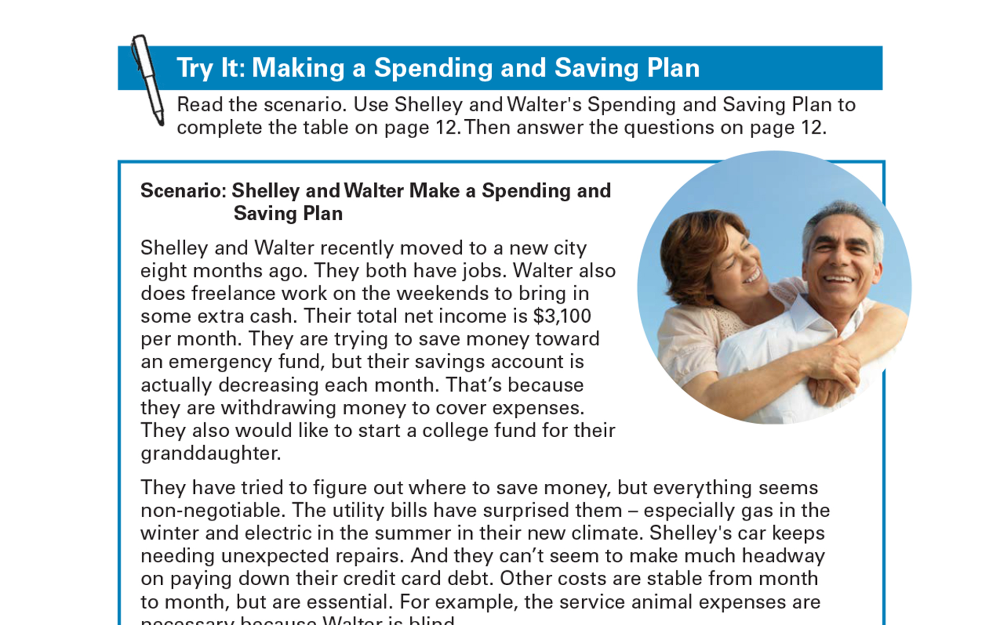 Try It: Making a Spending and Saving Plan
Read the scenario. Use Shelley and Walter's Spending and Saving Plan to
complete the table on page 12. Then answer the questions on page 12.
Scenario: Shelley and Walter Make a Spending and
Saving Plan
Shelley and Walter recently moved to a new city
eight months ago. They both have jobs. Walter also
does freelance work on the weekends to bring in
some extra cash. Their total net income is $3,100
per month. They are trying to save money toward
an emergency fund, but their savings account is
actually decreasing each month. That’s because
they are withdrawing money to cover expenses.
They also would like to start a college fund for their
granddaughter.
They have tried to figure out where to save money, but everything seems
non-negotiable. The utility bills have surprised them – especially gas in the
winter and electric in the summer in their new climate. Shelley's car keeps
needing unexpected repairs. And they can’t seem to make much headway
on paying down their credit card debt. Other costs are stable from month
to month, but are essential. For example, the service animal expenses are
necessary because Walter is blind.